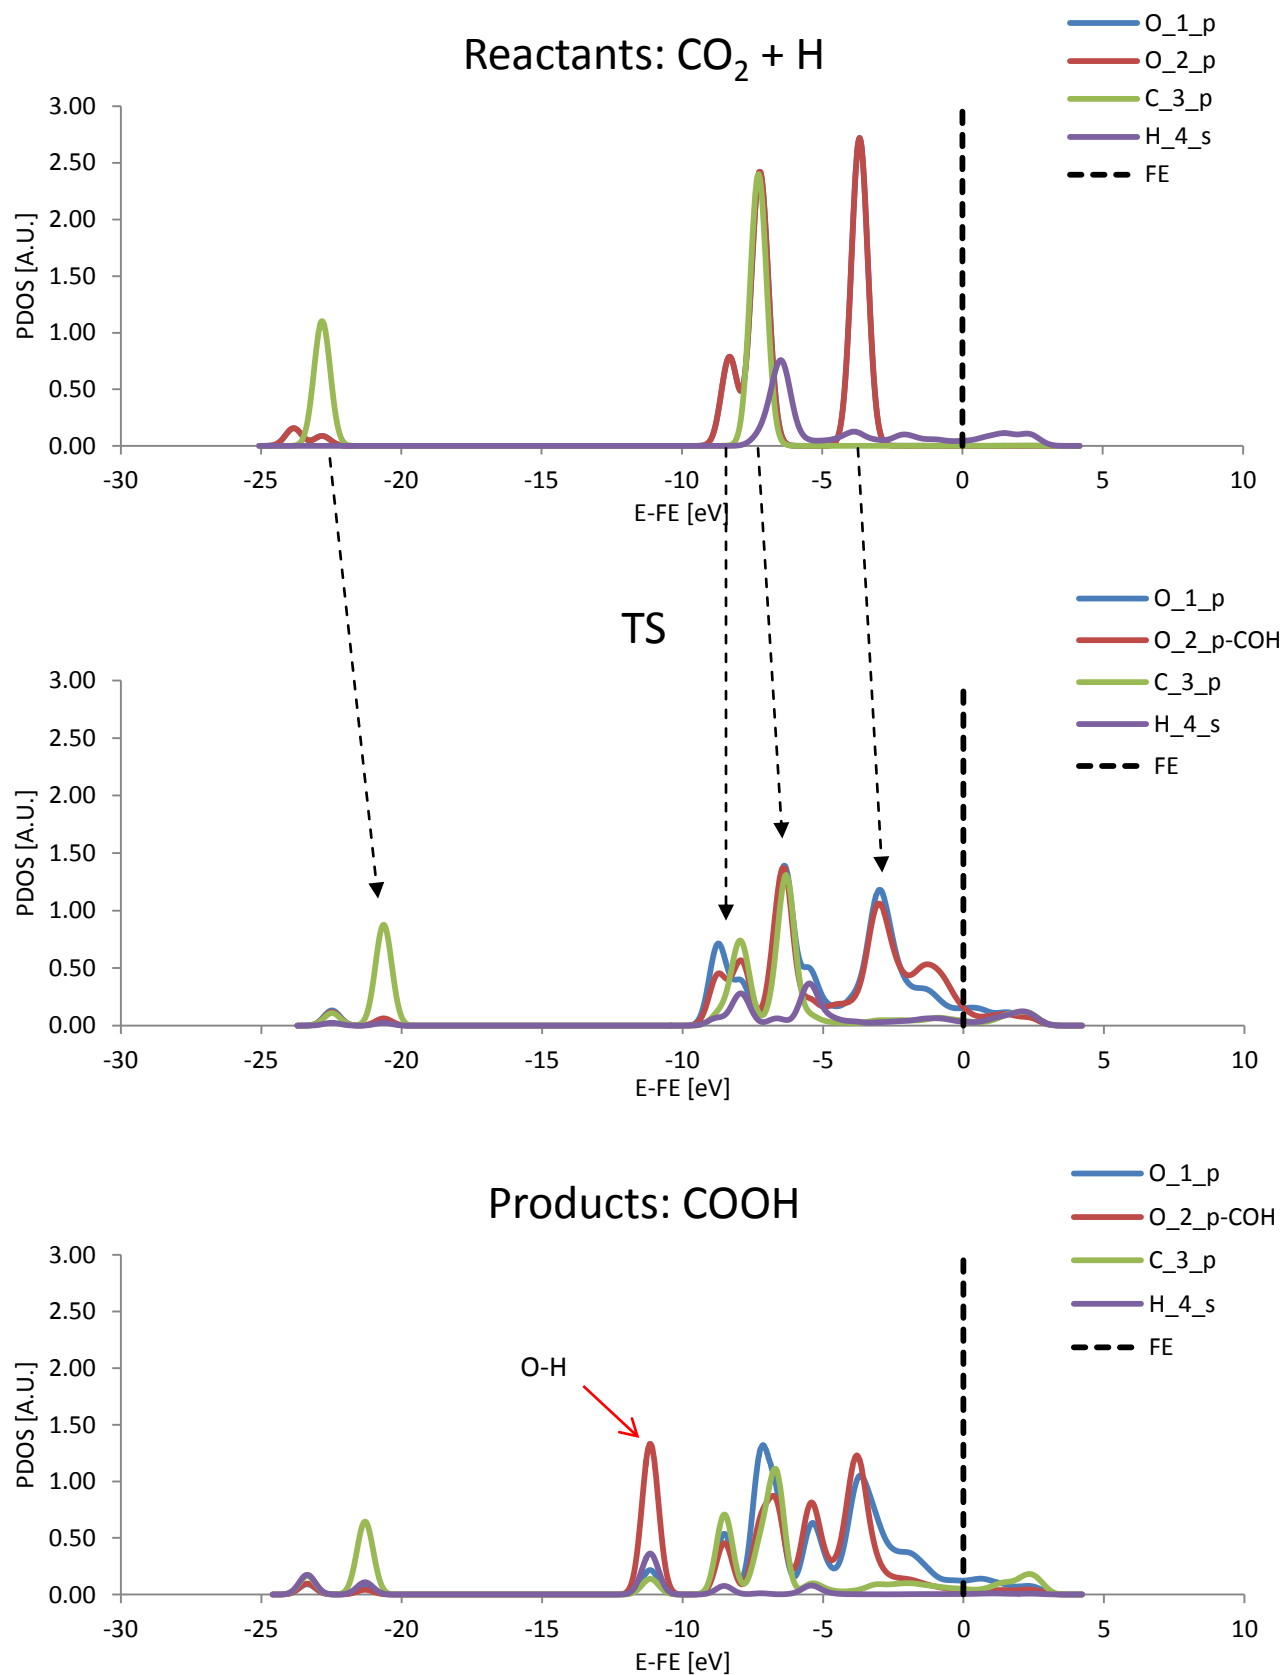 Reactants: CO2 + H
O_1_p
O_2_p
C_3_p
H_4_s
FE
PDOS [A.U.]
3.00
2.50
2.00
1.50
1.00
0.50
0.00
-30 -25 -20 -15 -10 -5 0 5 10
E-FE [eV]
TS
O_1_p
O_2_p-COH
C_3_p
H_4_s
FE
PDOS [A.U.]
3.00
2.50
2.00
1.50
1.00
0.50
0.00
-30 -25 -20 -15 -10 -5 0 5 10
E-FE [eV]
Products: COOH
O_1_p
O_2_p-COH
C_3_p
H_4_s
FE
PDOS [A.U.]
3.00
2.50
2.00
1.50
1.00
0.50
0.00
O-H
-30 -25 -20 -15 -10 -5 0 5 10
E-FE [eV]